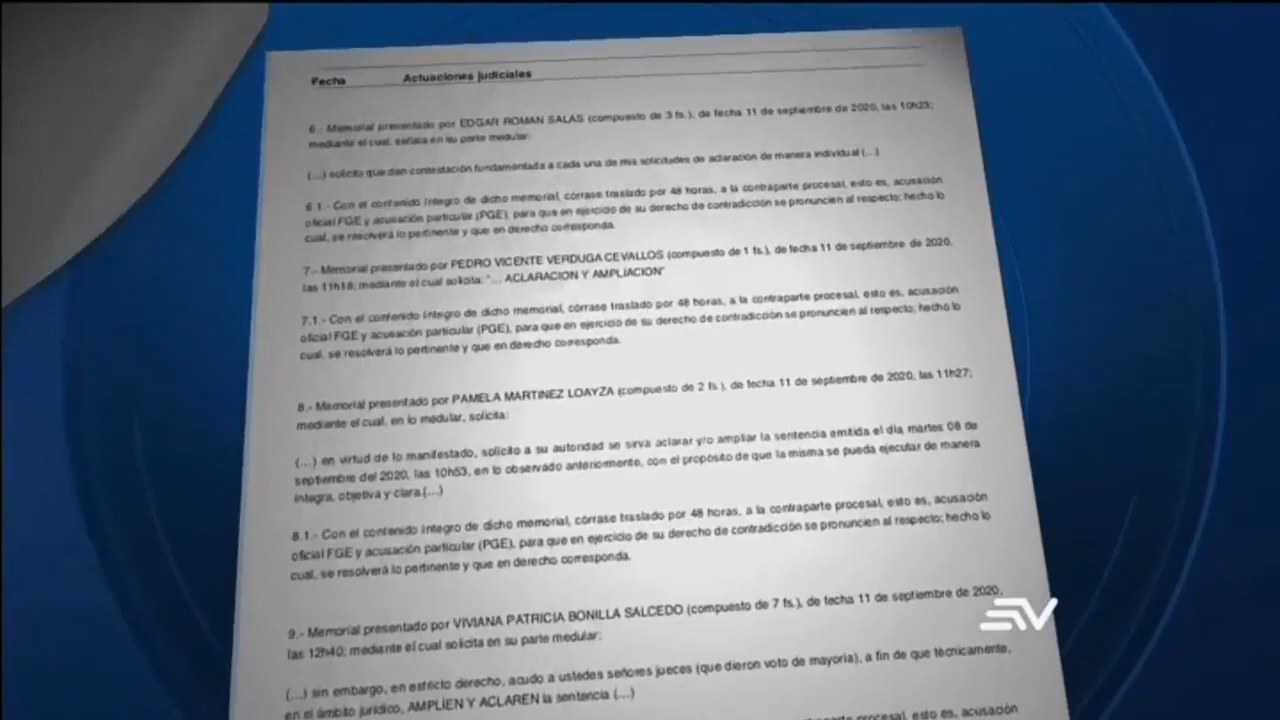 Fecha Actuaciones judiciales
6.- Memorial presentado por EDGAR ROMAN SALAS (compuesto de 3 fs.), de fecha 11 de septiembre de 2020, las 10h23;
mediante el cual, señala en su parte medular:
(...) solicito que den contestación fundamentada a cada una de mis solicitudes de aclaración de manera individual (...)
6.1.- Con el contenido íntegro de dicho memorial, córrase traslado por 48 horas, a la contraparte procesal, esto es, acusación
oficial FGE y acusación particular (PGE), para que en ejercicio de su derecho de contradicción se pronuncien al respecto; hecho lo
cual, se resolverá lo pertinente y que en derecho corresponda.
7.- Memorial presentado por PEDRO VICENTE VERDUGA CEVALLOS (compuesto de 1 fs.), de fecha 11 de septiembre de 2020,
las 11h18; mediante el cual solicita: "... ACLARACION Y AMPLIACION"
7.1.- Con el contenido íntegro de dicho memorial, córrase traslado por 48 horas, a la contraparte procesal, esto es, acusación
oficial FGE y acusación particular (PGE), para que en ejercicio de su derecho de contradicción se pronuncien al respecto; hecho lo
cual, se resolverá lo pertinente y que en derecho corresponda.
8.- Memorial presentado por PAMELA MARTINEZ LOAYZA (compuesto de 2 fs.), de fecha 11 de septiembre de 2020, las 11h27;
mediante el cual, en lo medular, solicita:
(...) en virtud de lo manifestado, solicito a su autoridad se sirva aclarar y/o ampliar la sentencia emitida el día martes 08 de
septiembre del 2020, las 10h53, en lo observado anteriormente, con el propósito de que la misma se pueda ejecutar de manera
íntegra, objetiva y clara (...)
8.1.- Con el contenido íntegro de dicho memorial, córrase traslado por 48 horas, a la contraparte procesal, esto es, acusación
oficial FGE y acusación particular (PGE), para que en ejercicio de su derecho de contradicción se pronuncien al respecto; hecho lo
cual, se resolverá lo pertinente y que en derecho corresponda.
9.- Memorial presentado por VIVIANA PATRICIA BONILLA SALCEDO (compuesto de 7 fs.), de fecha 11 de septiembre de 2020,
las 12h40; mediante el cual solicita en su parte medular:
(...) sin embargo, en estricto derecho, acudo a ustedes señores jueces (que dieron voto de mayoría), a fin de que técnicamente,
en el ámbito jurídico, AMPLÍEN Y ACLAREN la sentencia (...)
procesal, esto es, acusación